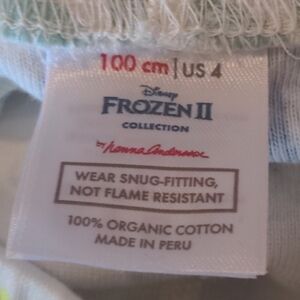 100 cm | US 4
Disney
FROZEN II
COLLECTION
by hanna andersson
WEAR SNUG-FITTING,
NOT FLAME RESISTANT
100% ORGANIC COTTON
MADE IN PERU